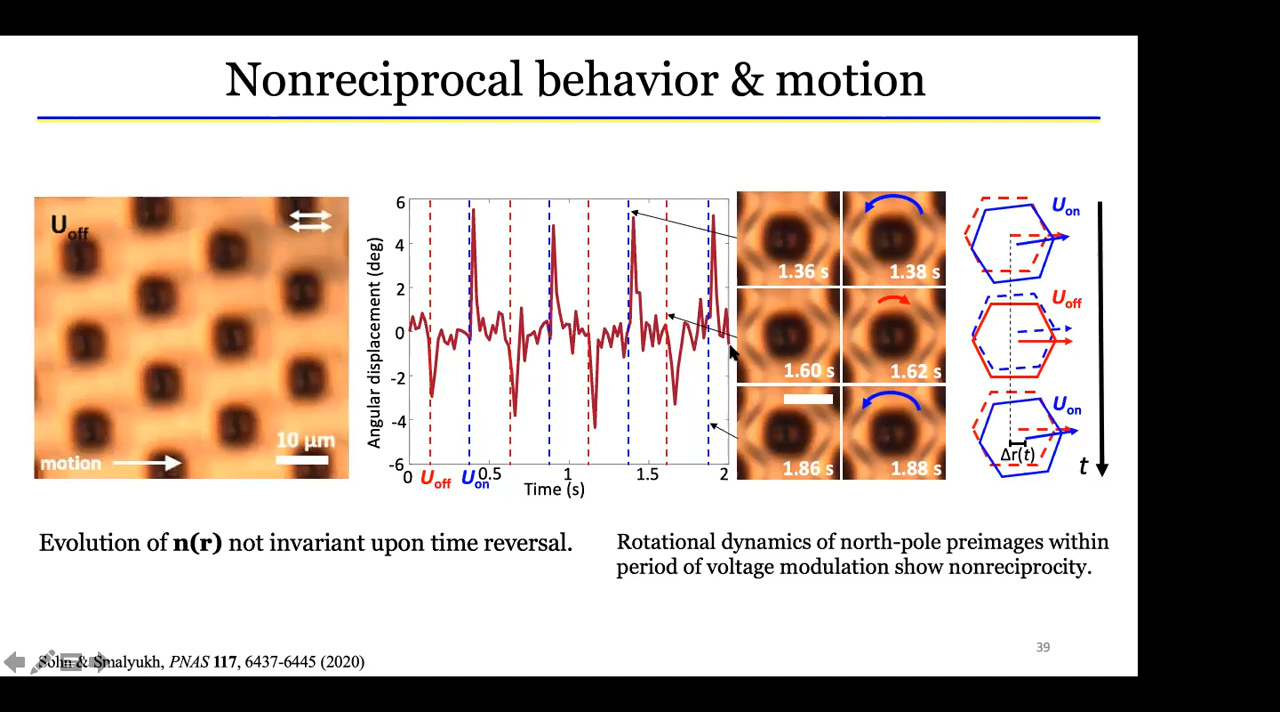 Nonreciprocal behavior & motion
Uoff
10 µm
motion
Angular displacement (deg)
6
4
2
0
-2
-4
-6
0
Uoff
Uon
0.5
1
1.5
2
Time (s)
1.36 s
1.38 s
1.60 s
1.62 s
1.86 s
1.88 s
Uon
Uoff
Uon
Δr(t)
t
Evolution of n(r) not invariant upon time reversal.
Rotational dynamics of north-pole preimages within
period of voltage modulation show nonreciprocity.
Sohn & Smalyukh, PNAS 117, 6437-6445 (2020)
39